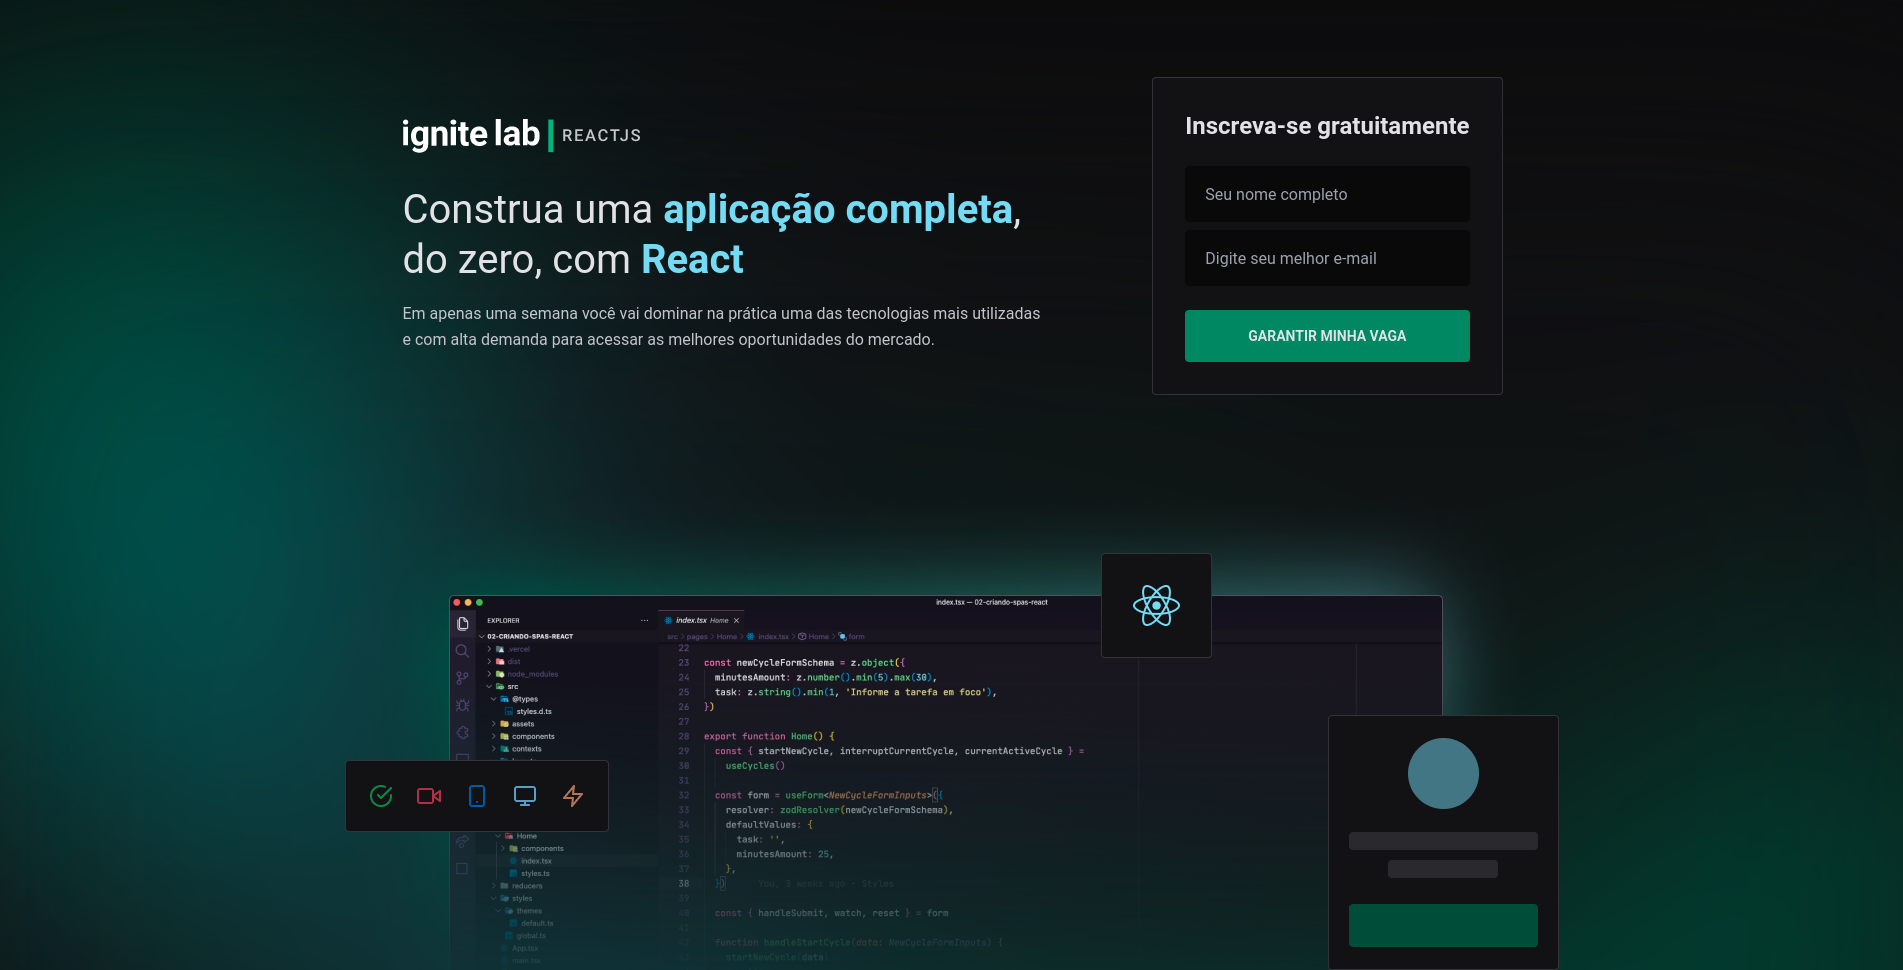 ignite lab | REACTJS
Construa uma aplicação completa,
do zero, com React
Em apenas uma semana você vai dominar na prática uma das tecnologias mais utilizadas
e com alta demanda para acessar as melhores oportunidades do mercado.
Inscreva-se gratuitamente
Seu nome completo
Digite seu melhor e-mail
GARANTIR MINHA VAGA
index.tsx — 02-criando-spas-react
EXPLORER
02-CRIANDO-SPAS-REACT
.vercel
dist
node_modules
src
@types
styles.d.ts
assets
components
contexts
Home
components
index.tsx
styles.ts
reducers
styles
themes
default.ts
global.ts
App.tsx
main.tsx
index.tsx Home
src > pages > Home > index.tsx > Home > form
22
23 const newCycleFormSchema = z.object({
24 minutesAmount: z.number().min(5).max(30),
25 task: z.string().min(1, 'Informe a tarefa em foco'),
26 })
27
28 export function Home() {
29 const { startNewCycle, interruptCurrentCycle, currentActiveCycle } =
30 useCycles()
31
32 const form = useForm<NewCycleFormInputs>({
33 resolver: zodResolver(newCycleFormSchema),
34 defaultValues: {
35 task: '',
36 minutesAmount: 25,
37 },
38 }) You, 3 weeks ago • Styles
39
40 const { handleSubmit, watch, reset } = form
41
42 function handleStartCycle(data: NewCycleFormInputs) {
startNewCycle(data